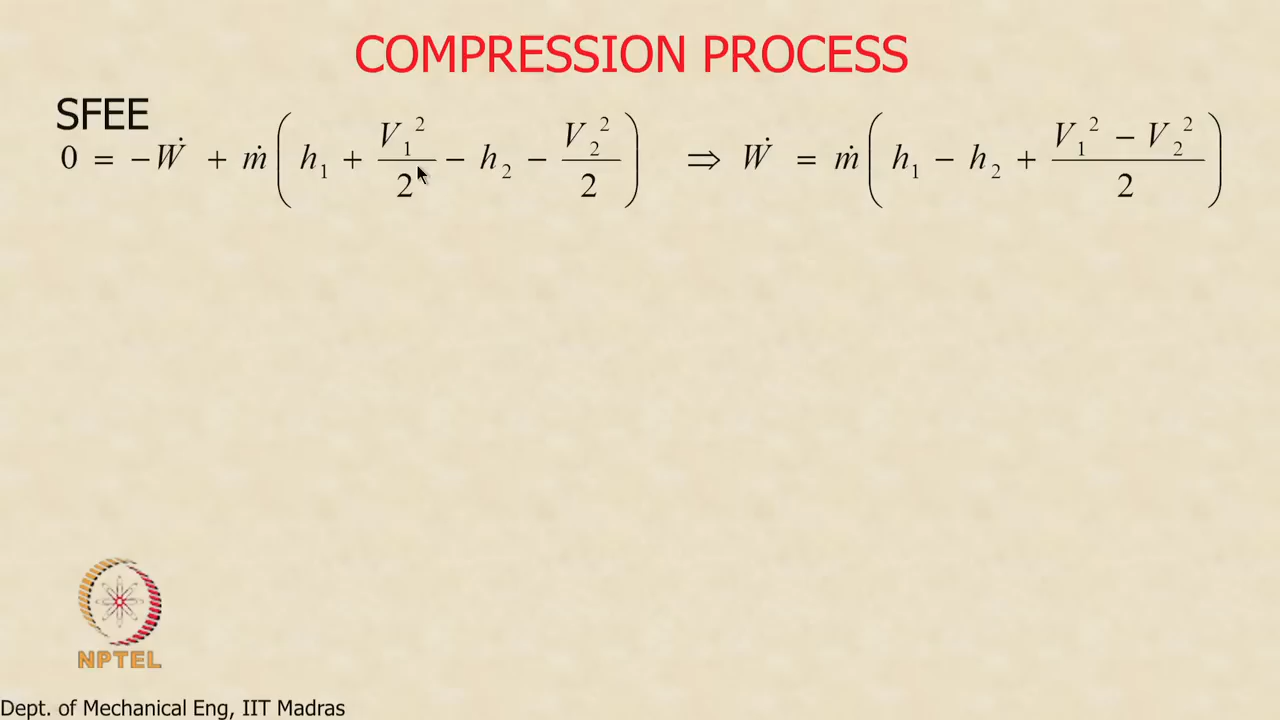 COMPRESSION PROCESS
SFEE
0 = −Ẇ + ṁ ( h₁ + V₁²/2 − h₂ − V₂²/2 ) ⇒ Ẇ = ṁ ( h₁ − h₂ + (V₁² − V₂²)/2 )
NPTEL
Dept. of Mechanical Eng, IIT Madras